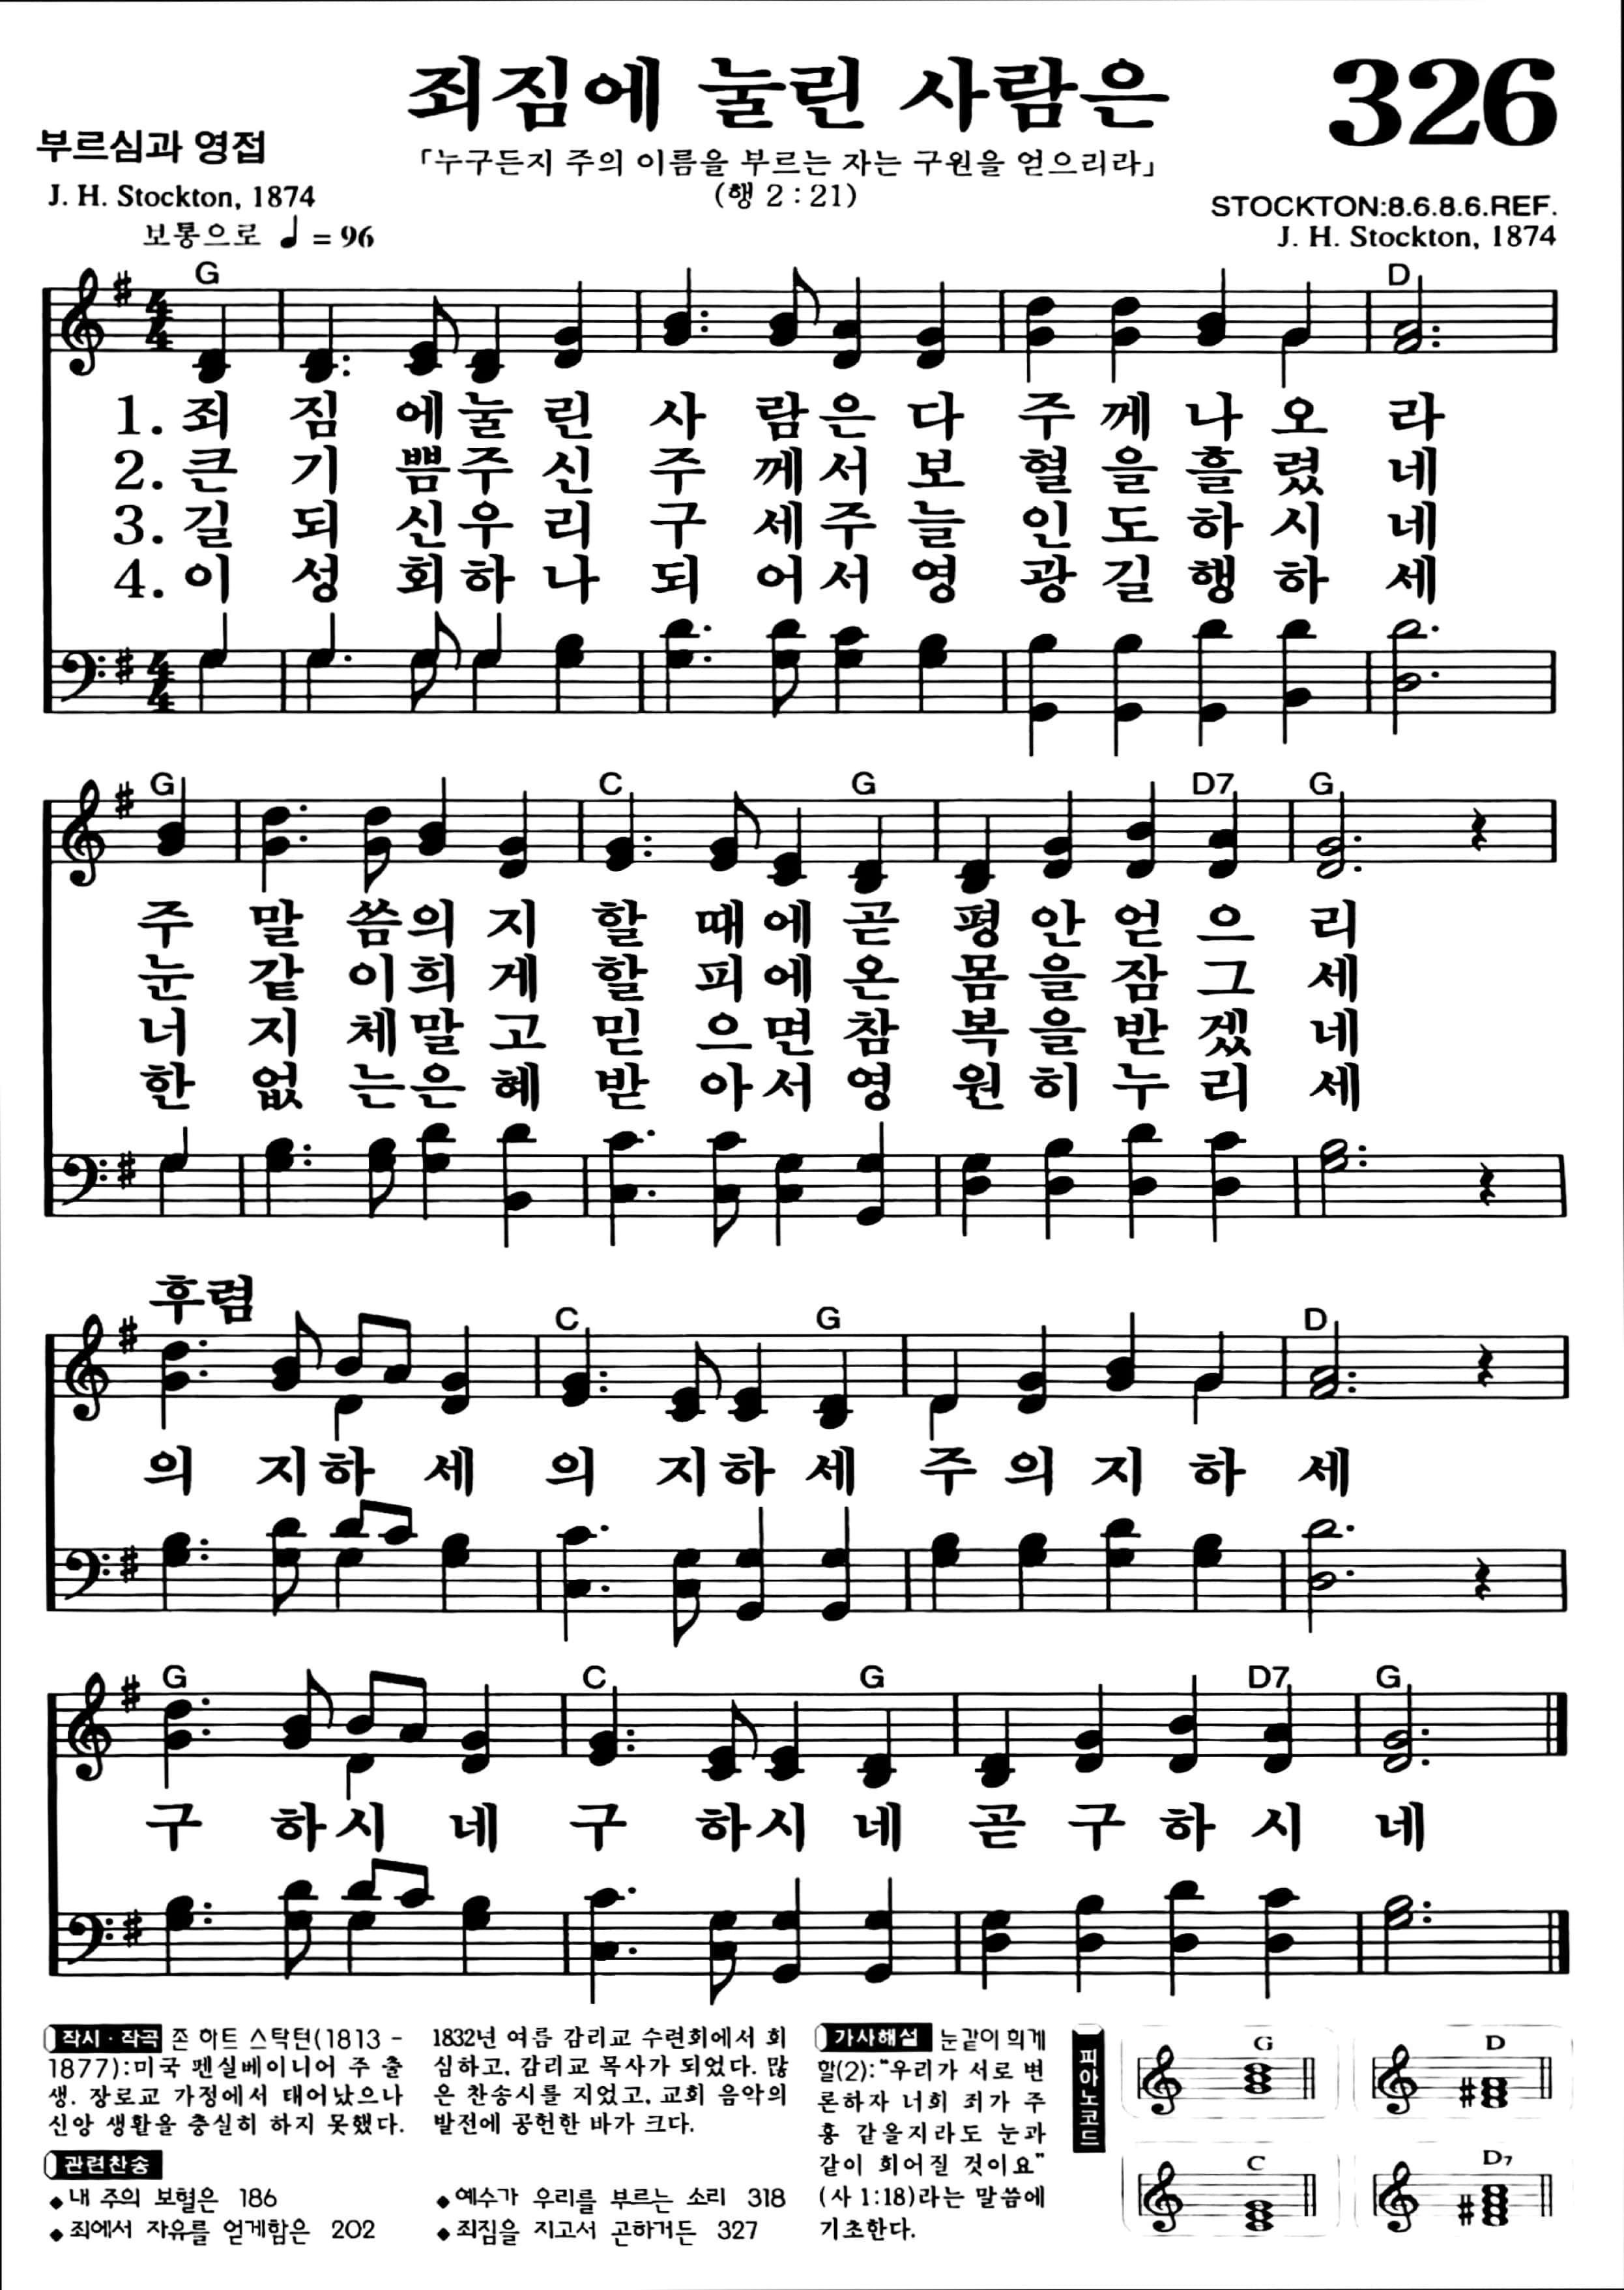 죄짐에 눌린 사람은
326
부르심과 영접
「누구든지 주의 이름을 부르는 자는 구원을 얻으리라」
(행 2 : 21)
J. H. Stockton, 1874
STOCKTON:8.6.8.6.REF.
보통으로 ♩ = 96
J. H. Stockton, 1874
G D
1. 죄 짐 에 눌 린 사 람 은 다 주 께 나 오 라
2. 큰 기 쁨 주 신 주 께 서 보 혈 을 흘 렸 네
3. 길 되 신 우 리 구 세 주 늘 인 도 하 시 네
4. 이 성 회 하 나 되 어 서 영 광 길 행 하 세
G C G D7 G
주 말 씀 의 지 할 때 에 곧 평 안 얻 으 리
눈 같 이 희 게 할 피 에 온 몸 을 잠 그 세
너 지 체 말 고 믿 으 면 참 복 을 받 겠 네
한 없 는 은 혜 받 아 서 영 원 히 누 리 세
후렴
C G D
의 지 하 세 의 지 하 세 주 의 지 하 세
G C G D7 G
구 하 시 네 구 하 시 네 곧 구 하 시 네
작시 · 작곡 존 하트 스탁턴(1813 -
1877):미국 펜실베이니어 주 출
생. 장로교 가정에서 태어났으나
신앙 생활을 충실히 하지 못했다.
1832년 여름 감리교 수련회에서 회
심하고, 감리교 목사가 되었다. 많
은 찬송시를 지었고, 교회 음악의
발전에 공헌한 바가 크다.
관련찬송
◆내 주의 보혈은 186
◆죄에서 자유를 얻게함은 202
◆예수가 우리를 부르는 소리 318
◆죄짐을 지고서 곤하거든 327
가사해설 눈같이 희게
할(2):"우리가 서로 변
론하자 너희 죄가 주
홍 같을지라도 눈과
같이 희어질 것이요"
(사 1:18)라는 말씀에
기초한다.
피아노코드
G D
C D7